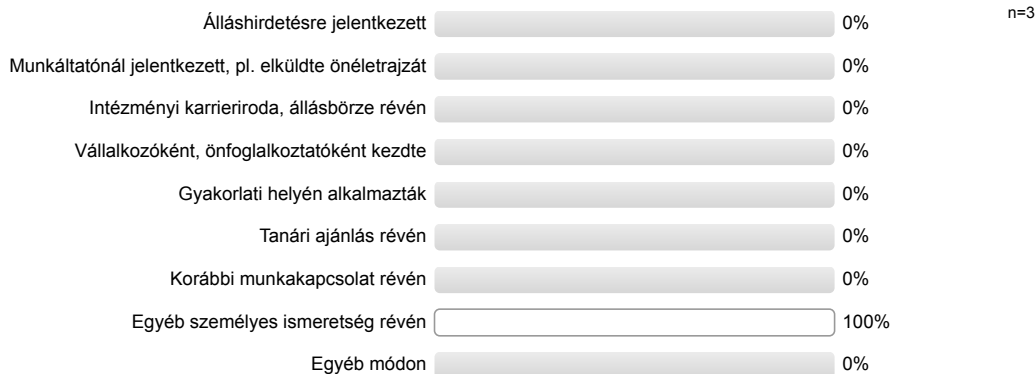 Álláshirdetésre jelentkezett 0% n=3
Munkáltatónál jelentkezett, pl. elküldte önéletrajzát 0%
Intézményi karrieriroda, állásbörze révén 0%
Vállalkozóként, önfoglalkoztatóként kezdte 0%
Gyakorlati helyén alkalmazták 0%
Tanári ajánlás révén 0%
Korábbi munkakapcsolat révén 0%
Egyéb személyes ismeretség révén 100%
Egyéb módon 0%